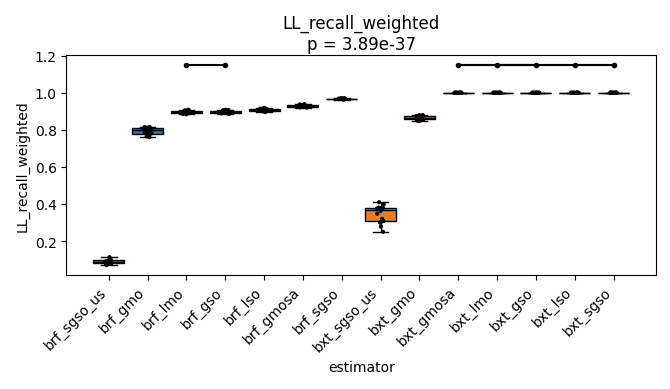 LL_recall_weighted
p = 3.89e-37
LL_recall_weighted
1.2
1.0
0.8
0.6
0.4
0.2
brf_sgso_us
brf_gmo
brf_lmo
brf_gso
brf_lso
brf_gmosa
brf_sgso
bxt_sgso_us
bxt_gmo
bxt_gmosa
bxt_lmo
bxt_gso
bxt_lso
bxt_sgso
estimator